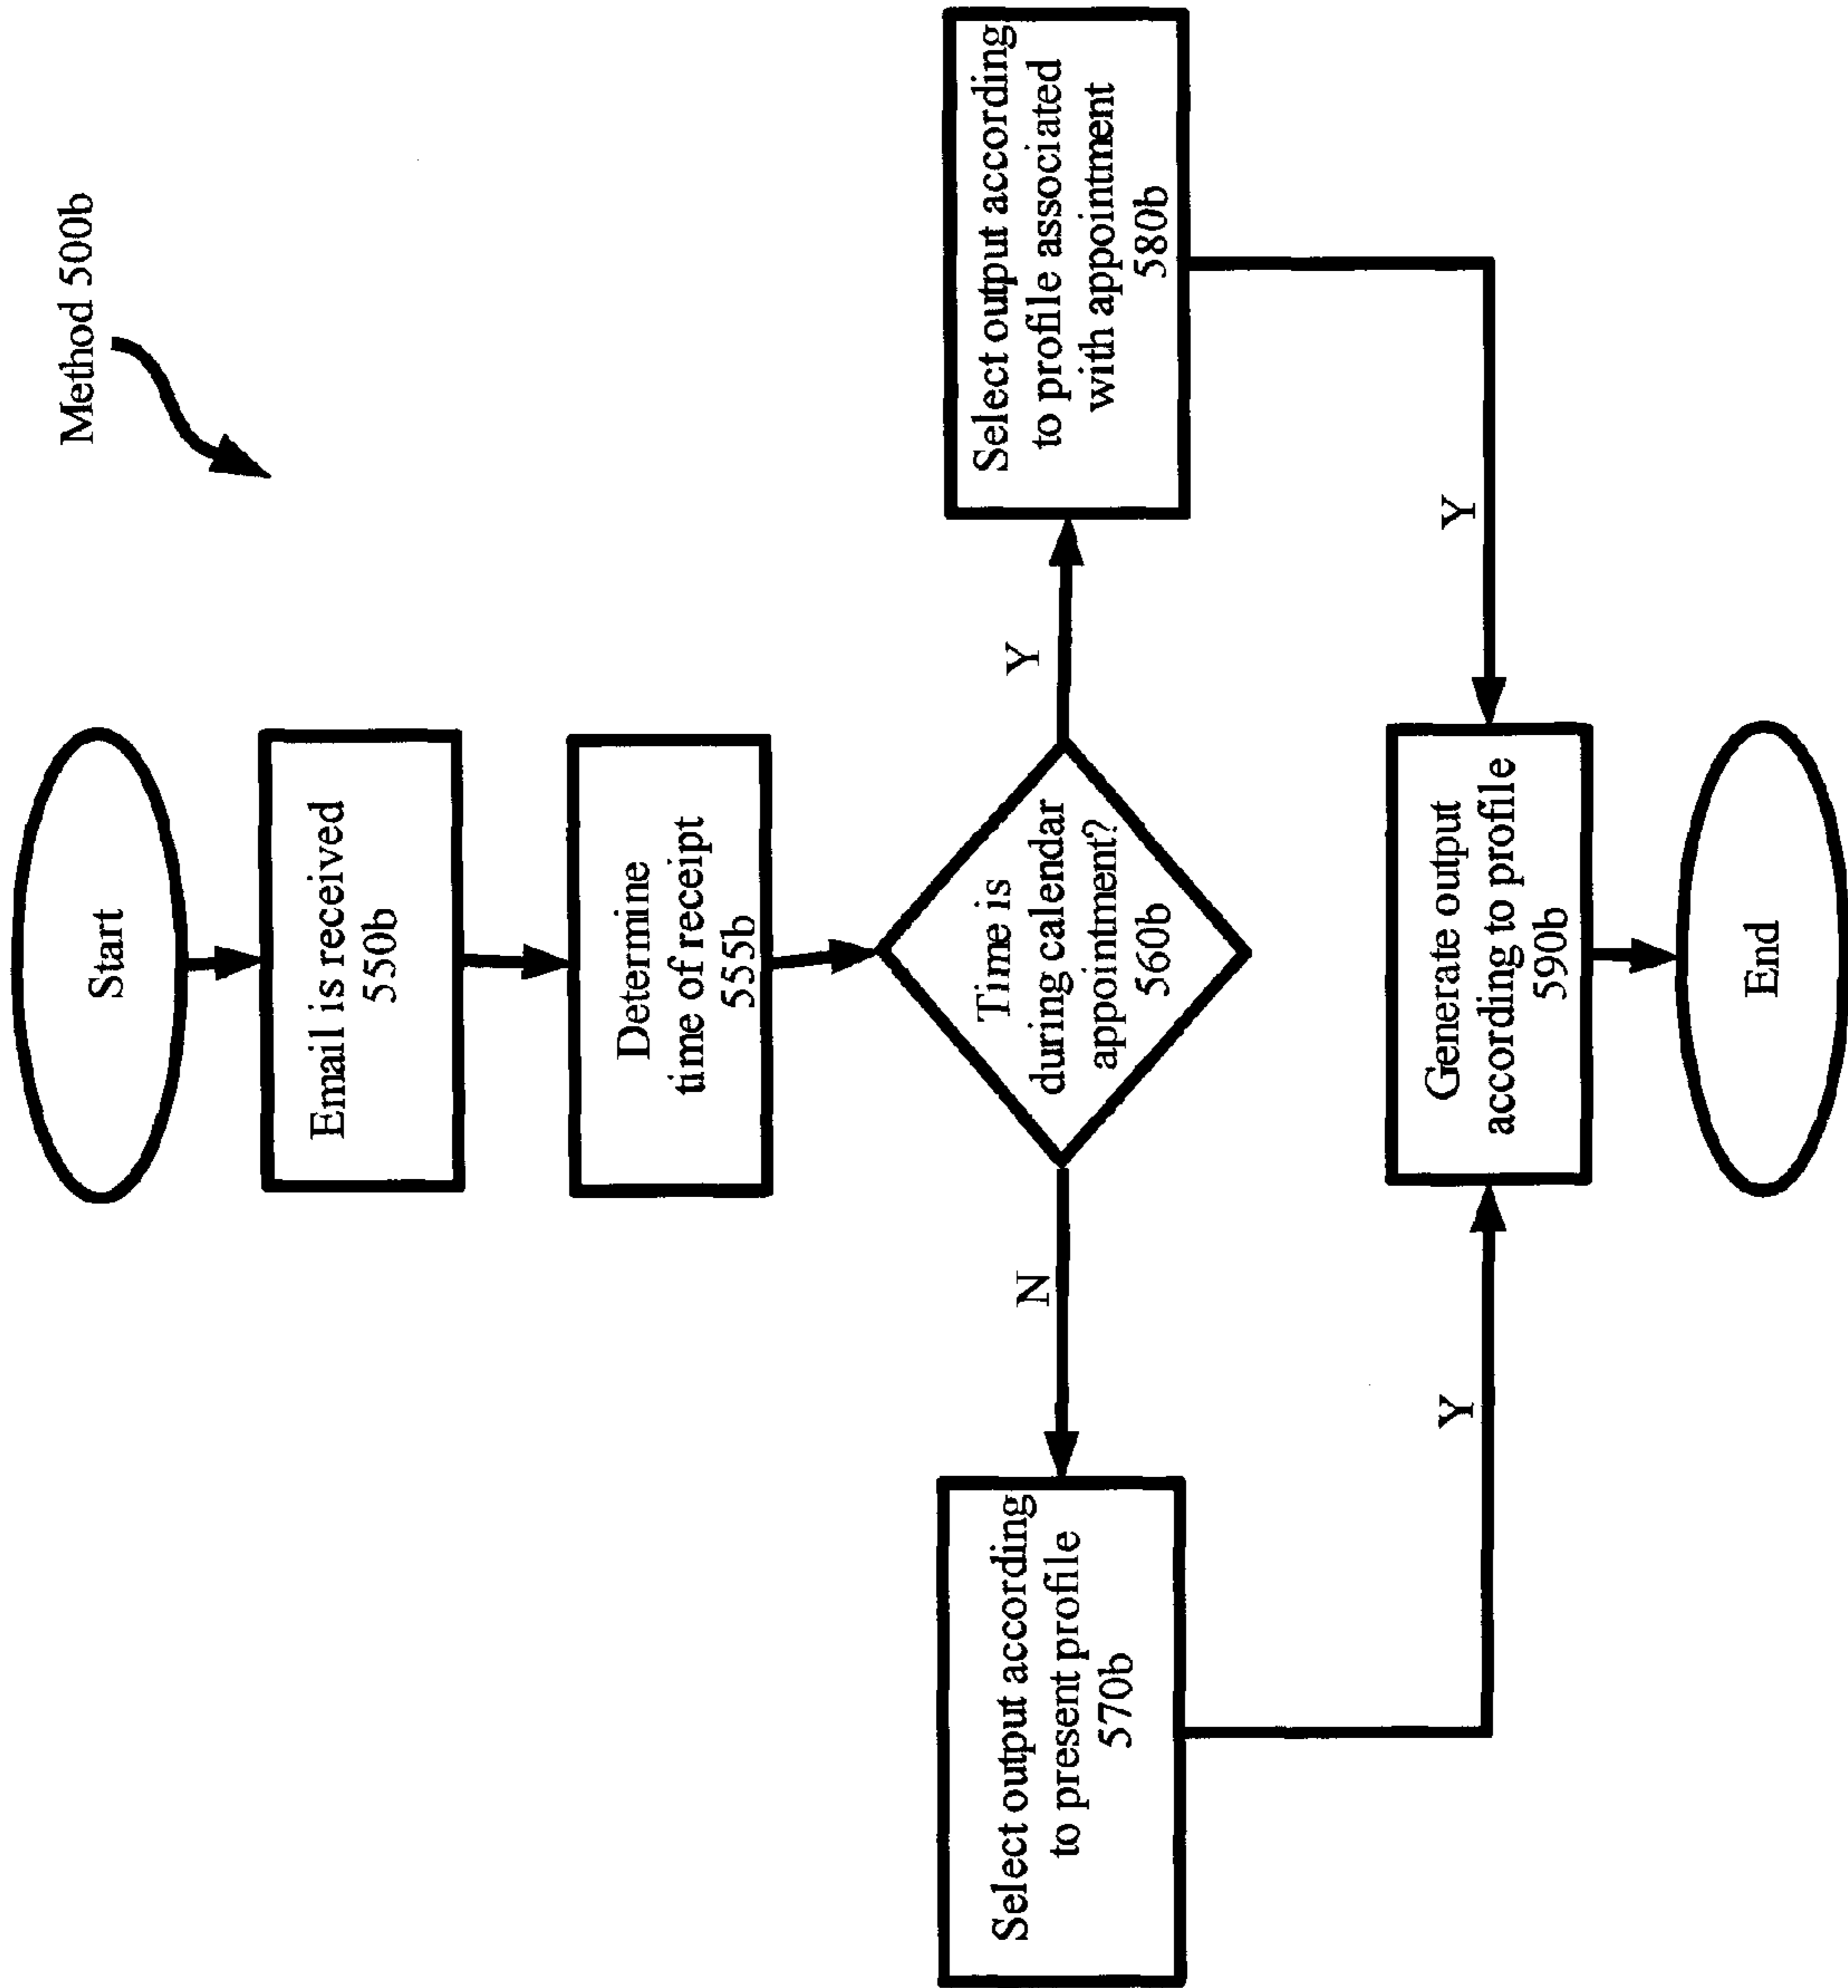 Method 500b
Start
Email is received
550b
Determine
time of receipt
555b
Time is
during calendar
appointment?
560b
N
Y
Select output according
to present profile
570b
Select output according
to profile associated
with appointment
580b
Y
Y
Generate output
according to profile
590b
End